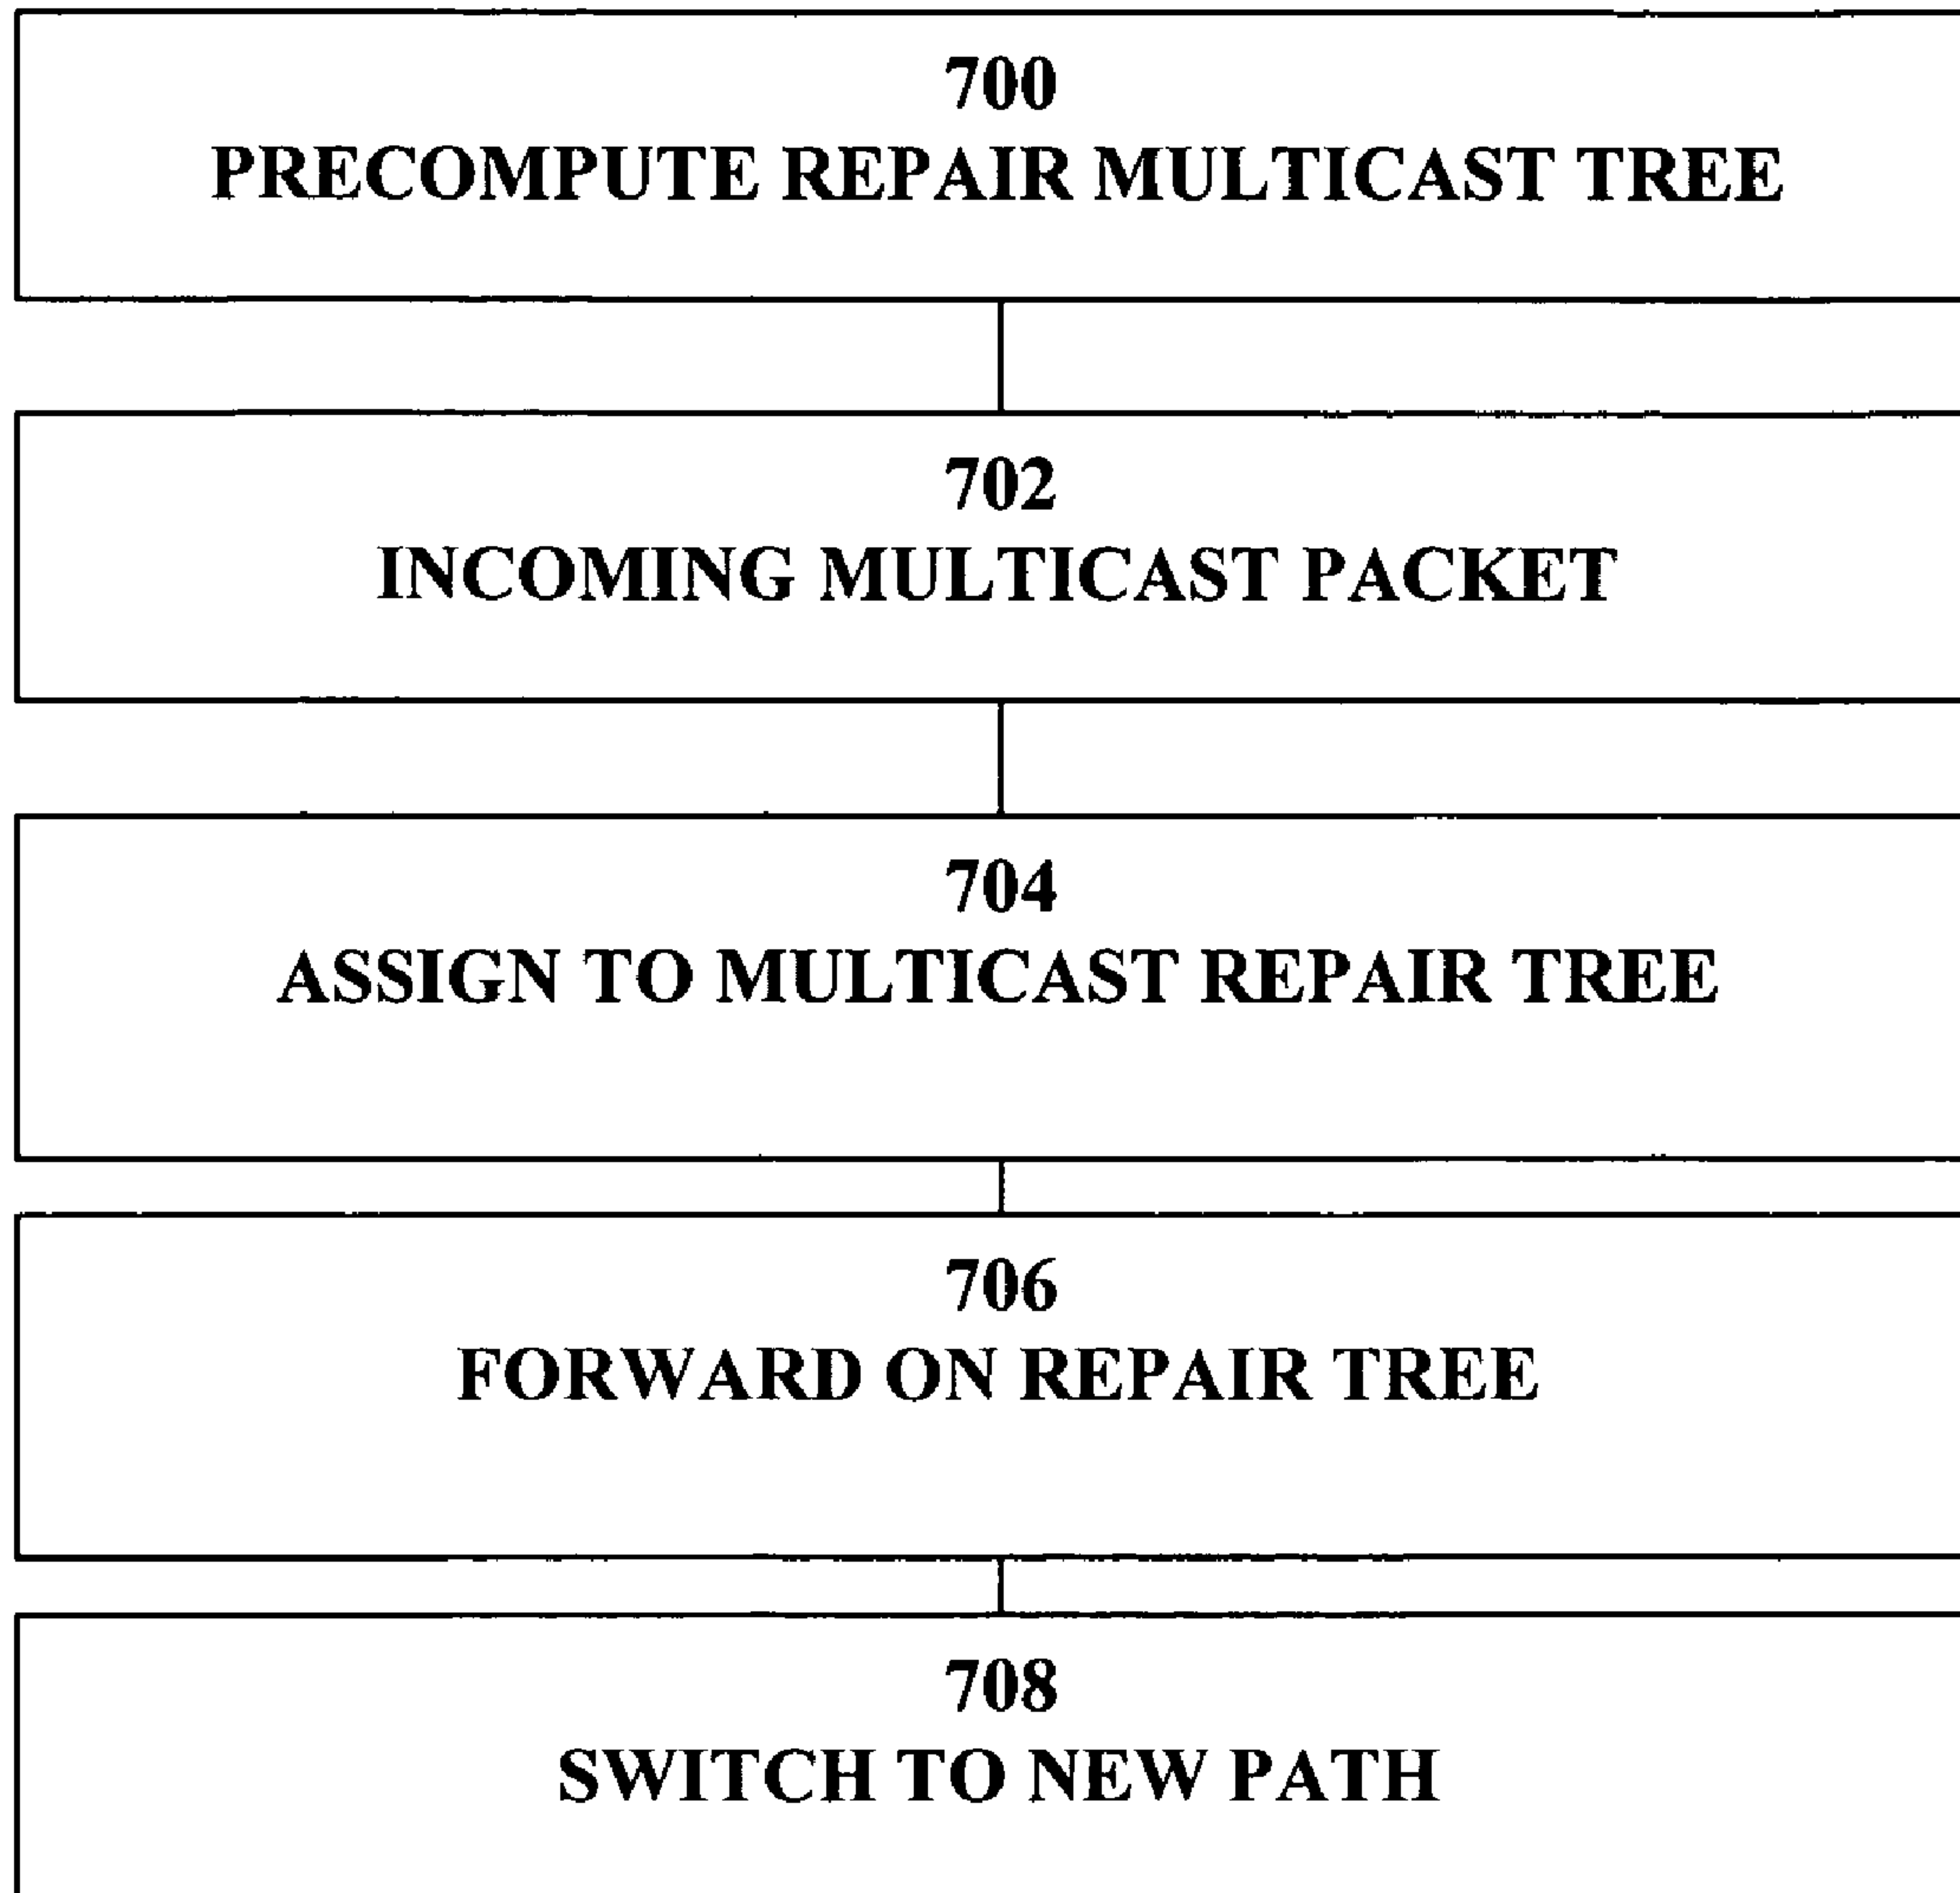 700
PRECOMPUTE REPAIR MULTICAST TREE
702
INCOMING MULTICAST PACKET
704
ASSIGN TO MULTICAST REPAIR TREE
706
FORWARD ON REPAIR TREE
708
SWITCH TO NEW PATH